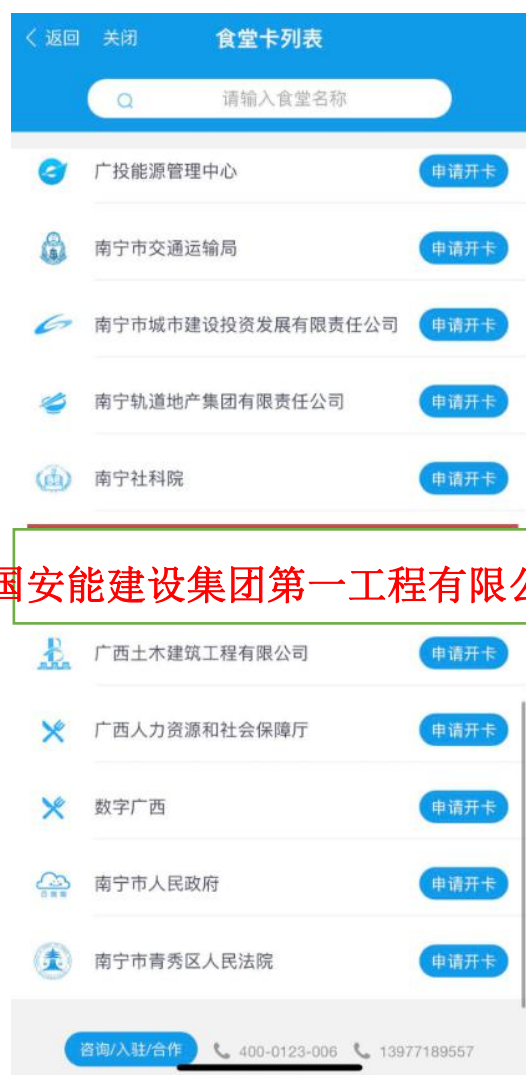 返回 关闭 食堂卡列表
请输入食堂名称
广投能源管理中心 申请开卡
南宁市交通运输局 申请开卡
南宁市城市建设投资发展有限责任公司 申请开卡
南宁轨道地产集团有限责任公司 申请开卡
南宁社科院 申请开卡
国安能建设集团第一工程有限公
广西土木建筑工程有限公司 申请开卡
广西人力资源和社会保障厅 申请开卡
数字广西 申请开卡
南宁市人民政府 申请开卡
南宁市青秀区人民法院 申请开卡
咨询/入驻/合作 400-0123-006 13977189557